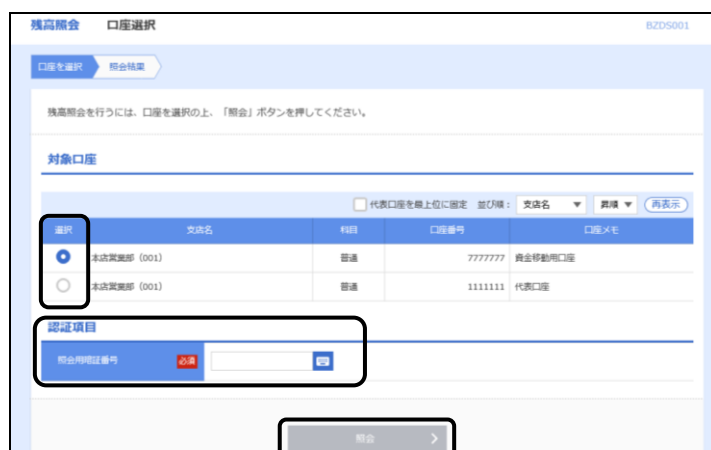 残高照会 口座選択 BZDS001
口座を選択 照会結果
残高照会を行うには、口座を選択の上、「照会」ボタンを押してください。
対象口座
代表口座を最上位に固定 並び順： 支店名 ▼ 昇順 ▼ 再表示
選択 支店名 科目 口座番号 口座メモ
本店営業部（001） 普通 7777777 資金移動用口座
本店営業部（001） 普通 1111111 代表口座
認証項目
照会用暗証番号 必須
照会